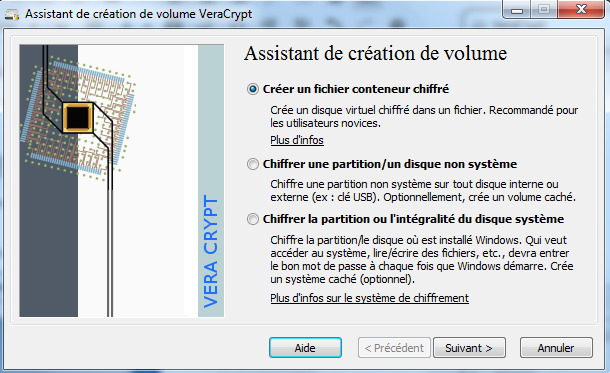 Assistant de création de volume VeraCrypt
Assistant de création de volume
Créer un fichier conteneur chiffré
Crée un disque virtuel chiffré dans un fichier. Recommandé pour
les utilisateurs novices.
Plus d'infos
Chiffrer une partition/un disque non système
Chiffre une partition non système sur tout disque interne ou
externe (ex : clé USB). Optionnellement, crée un volume caché.
Chiffrer la partition ou l'intégralité du disque système
Chiffre la partition/le disque où est installé Windows. Qui veut
accéder au système, lire/écrire des fichiers, etc., devra entrer
le bon mot de passe à chaque fois que Windows démarre. Crée
un système caché (optionnel).
Plus d'infos sur le système de chiffrement
VERA CRYPT
Aide
< Précédent
Suivant >
Annuler